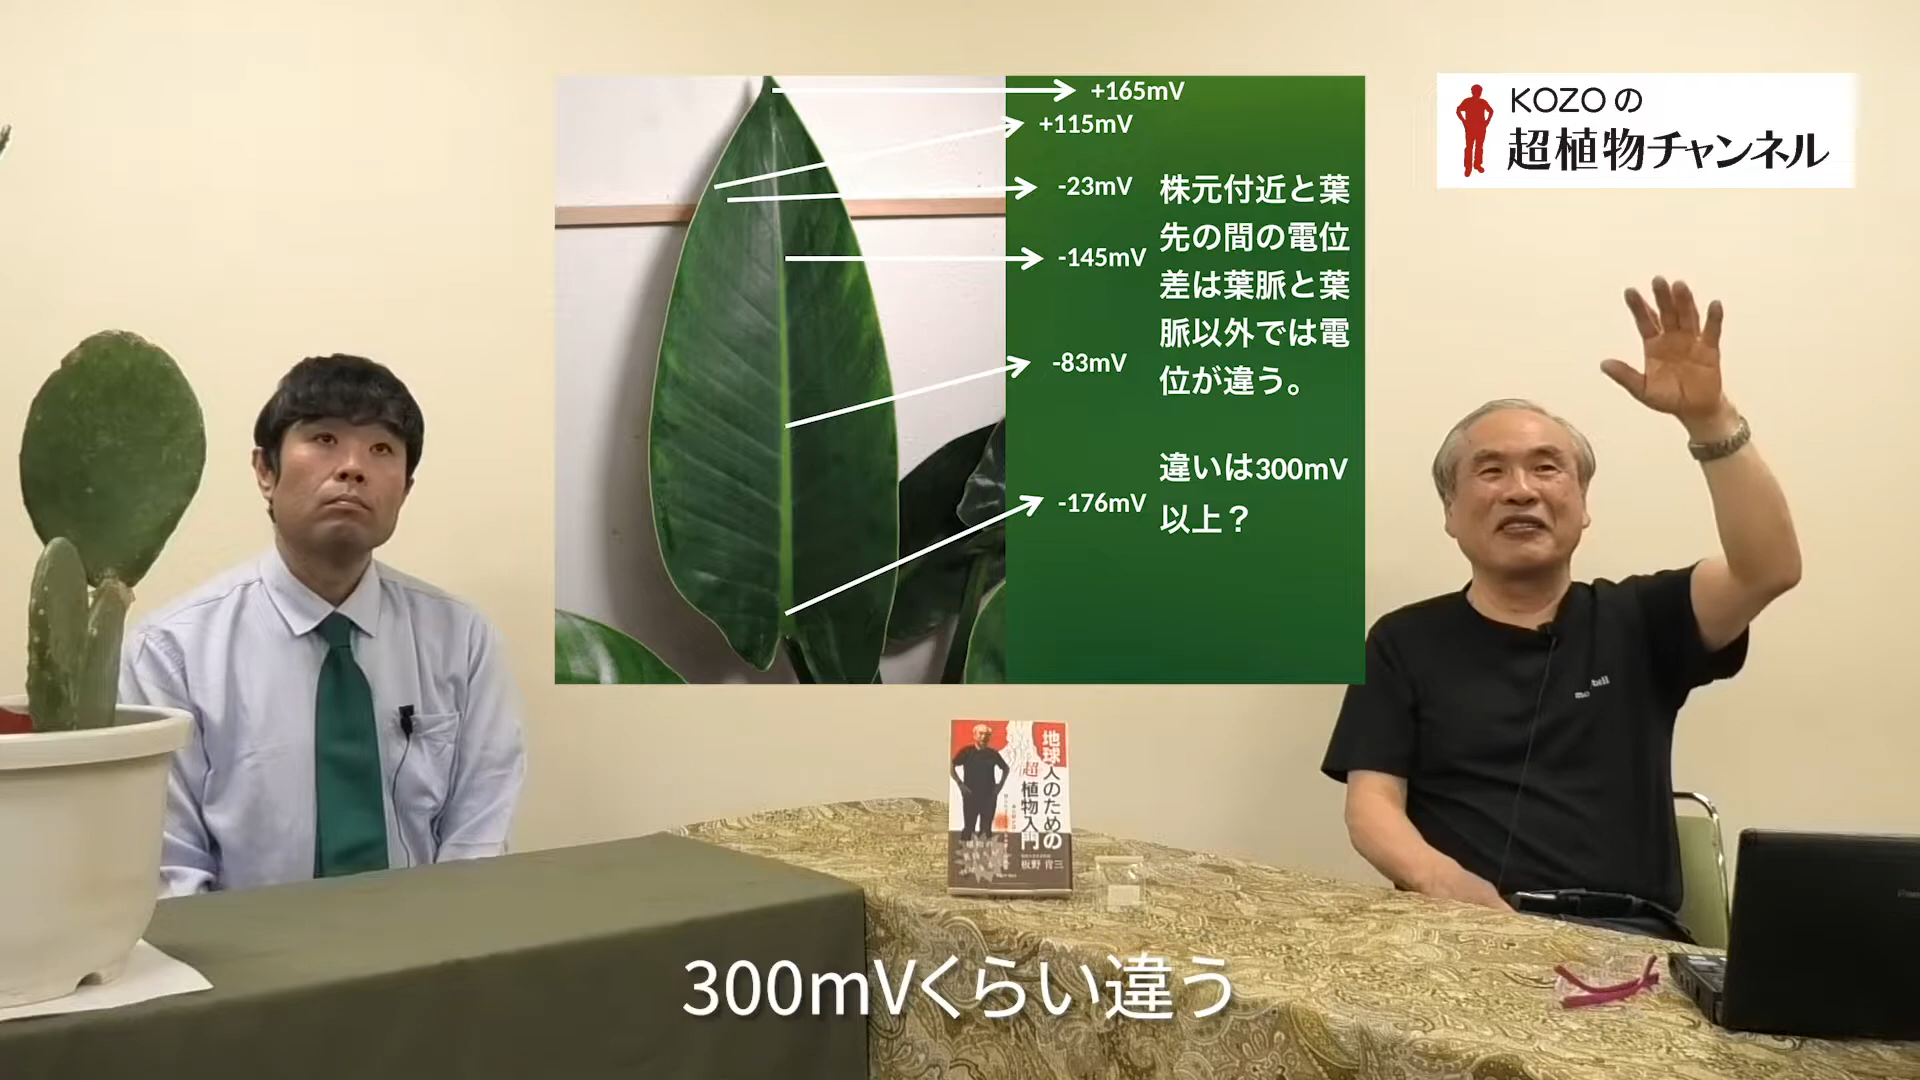 +165mV
+115mV
-23mV
-145mV
-83mV
-176mV
株元付近と葉
先の間の電位
差は葉脈と葉
脈以外では電
位が違う。
違いは300mV
以上？
KOZOの
超植物チャンネル
地球人のための
超植物入門
板野肯三
300mVくらい違う